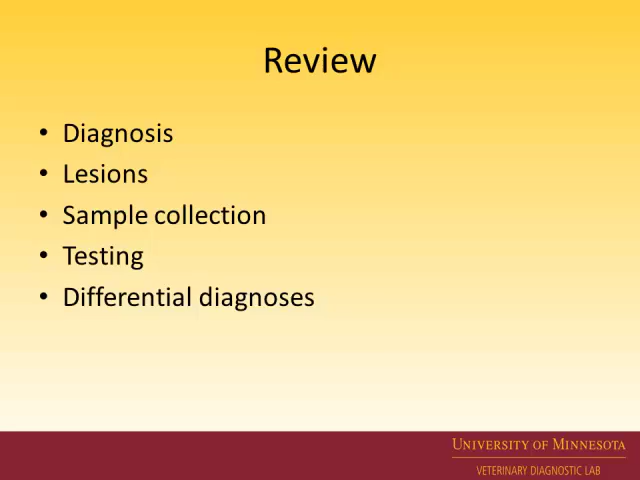 Review
• Diagnosis
• Lesions
• Sample collection
• Testing
• Differential diagnoses
UNIVERSITY OF MINNESOTA
VETERINARY DIAGNOSTIC LAB